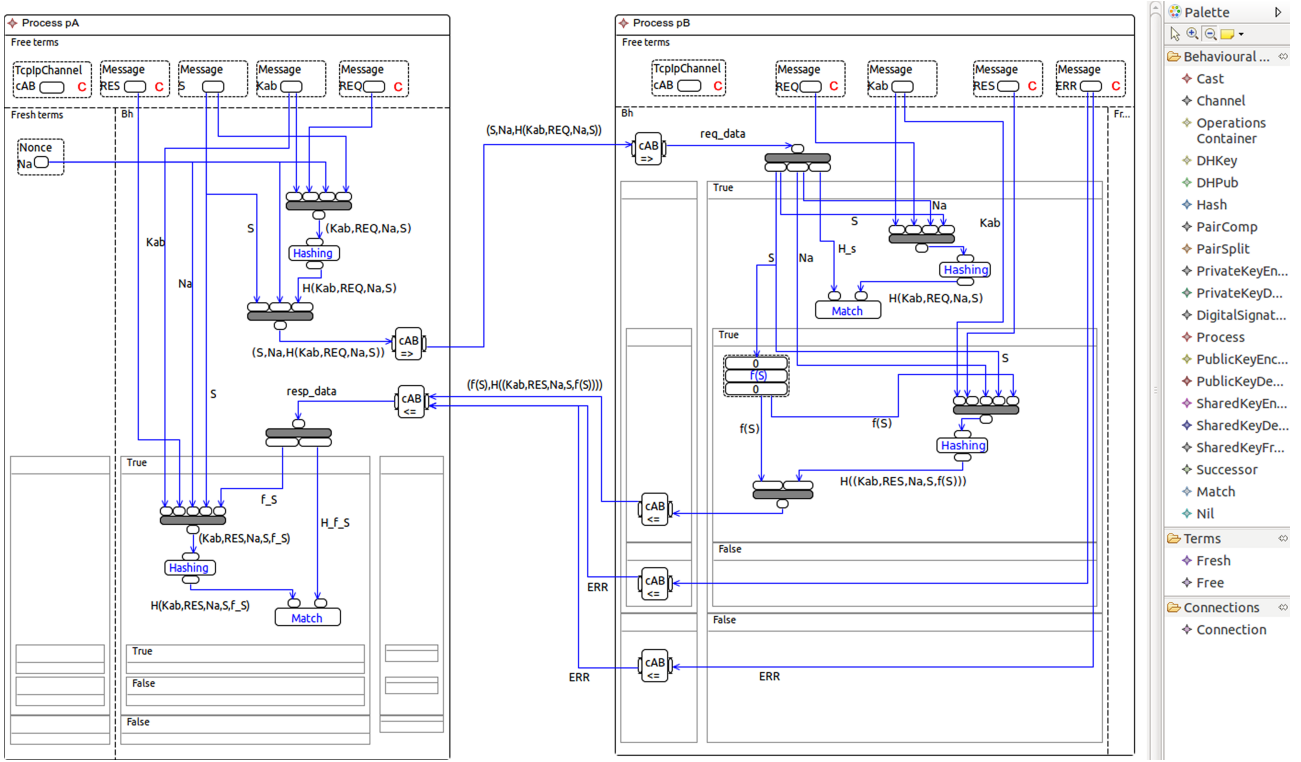 Process pA
Free terms
TcpIpChannel
cAB C
Message
RES C
Message
S
Message
Kab C
Message
REQ C
Fresh terms
Bh
Nonce
Na
(Kab,REQ,Na,S)
Hashing
H(Kab,REQ,Na,S)
Kab
S
Na
(S,Na,H(Kab,REQ,Na,S))
cAB
=>
S
resp_data
cAB
<=
True
f_S
H_f_S
(Kab,RES,Na,S,f_S)
Hashing
H(Kab,RES,Na,S,f_S)
Match
True
False
False
(S,Na,H(Kab,REQ,Na,S))
(f(S),H((Kab,RES,Na,S,f(S))))
ERR
ERR
Process pB
Free terms
TcpIpChannel
cAB C
Message
REQ C
Message
Kab
Message
RES C
Message
ERR C
Bh
Fr...
cAB
=>
req_data
True
Na
S
Kab
H_s
S
Na
Hashing
H(Kab,REQ,Na,S)
Match
True
0
f(S)
0
S
f(S)
f(S)
Hashing
H((Kab,RES,Na,S,f(S)))
cAB
<=
False
cAB
<=
False
cAB
<=
ERR
Palette
Behavioural ...
Cast
Channel
Operations
Container
DHKey
DHPub
Hash
PairComp
PairSplit
PrivateKeyEn...
PrivateKeyD...
DigitalSignat...
Process
PublicKeyEnc...
PublicKeyDe...
SharedKeyEn...
SharedKeyDe...
SharedKeyFr...
Successor
Match
Nil
Terms
Fresh
Free
Connections
Connection